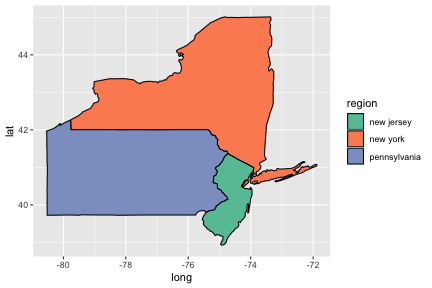 44
42
40
lat
-80
-78
-76
-74
-72
long
region
new jersey
new york
pennsylvania